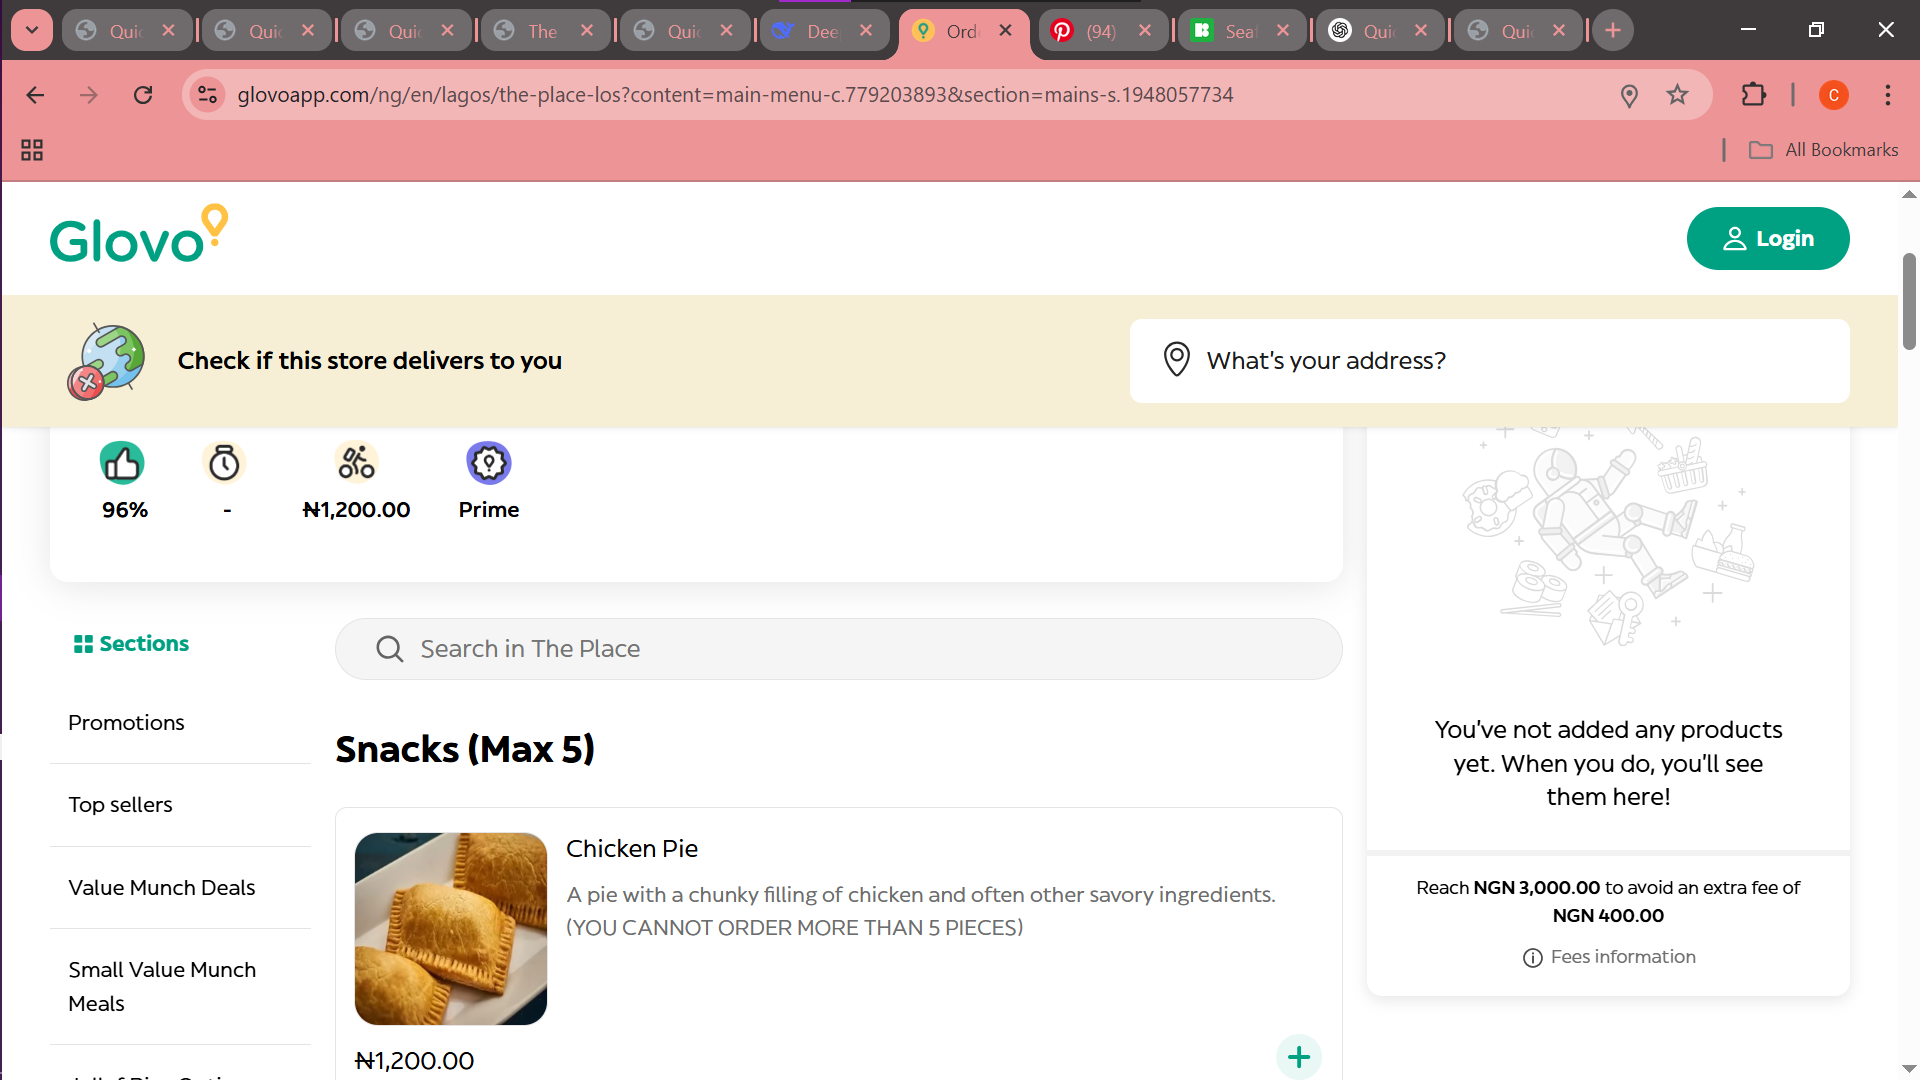 Quic
Quic
Quic
The
Quic
Deep
Orde
(94)
Seaf
Quic
Quic
glovoapp.com/ng/en/lagos/the-place-los?content=main-menu-c.779203893&section=mains-s.1948057734
C
All Bookmarks
Glovo
Login
Check if this store delivers to you
What's your address?
96%
-
₦1,200.00
Prime
Sections
Search in The Place
Promotions
Top sellers
Value Munch Deals
Small Value Munch
Meals
Snacks (Max 5)
Chicken Pie
A pie with a chunky filling of chicken and often other savory ingredients.
(YOU CANNOT ORDER MORE THAN 5 PIECES)
₦1,200.00
You've not added any products
yet. When you do, you'll see
them here!
Reach NGN 3,000.00 to avoid an extra fee of
NGN 400.00
Fees information